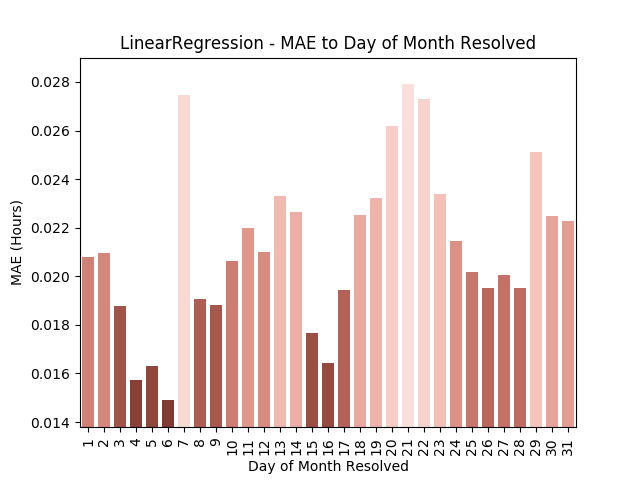 LinearRegression - MAE to Day of Month Resolved
0.028
0.026
0.024
0.022
0.020
0.018
0.016
0.014
MAE (Hours)
1 2 3 4 5 6 7 8 9 10 11 12 13 14 15 16 17 18 19 20 21 22 23 24 25 26 27 28 29 30 31
Day of Month Resolved